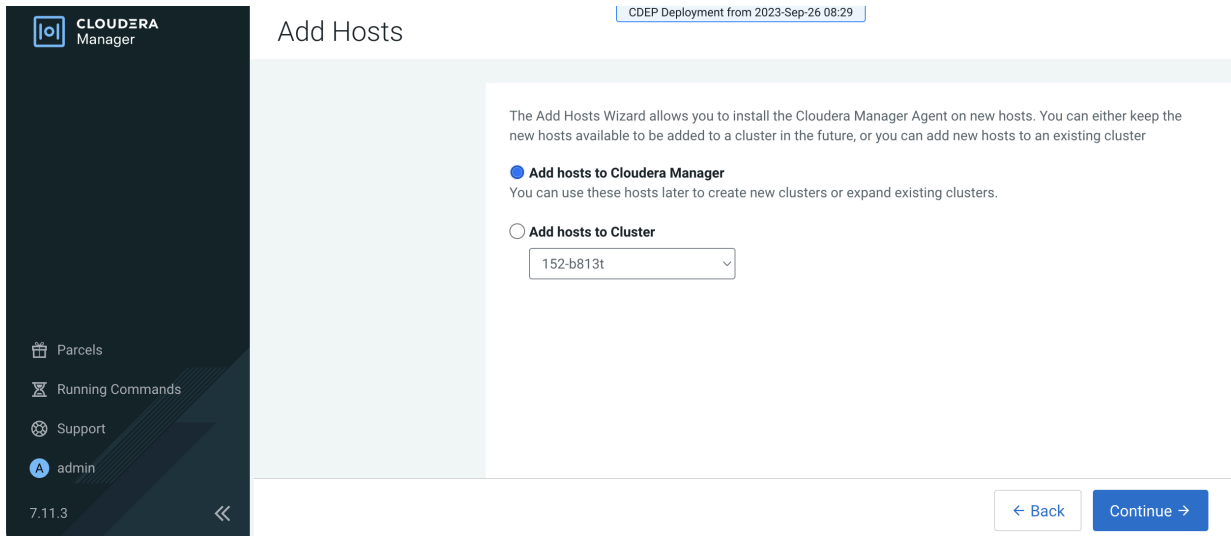 CLOUDERA
Manager
Add Hosts
CDEP Deployment from 2023-Sep-26 08:29
The Add Hosts Wizard allows you to install the Cloudera Manager Agent on new hosts. You can either keep the
new hosts available to be added to a cluster in the future, or you can add new hosts to an existing cluster
Add hosts to Cloudera Manager
You can use these hosts later to create new clusters or expand existing clusters.
Add hosts to Cluster
152-b813t
Parcels
Running Commands
Support
A admin
7.11.3
← Back
Continue →